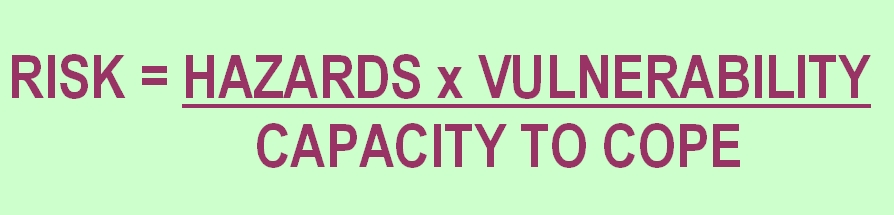 RISK = HAZARDS x VULNERABILITY
CAPACITY TO COPE